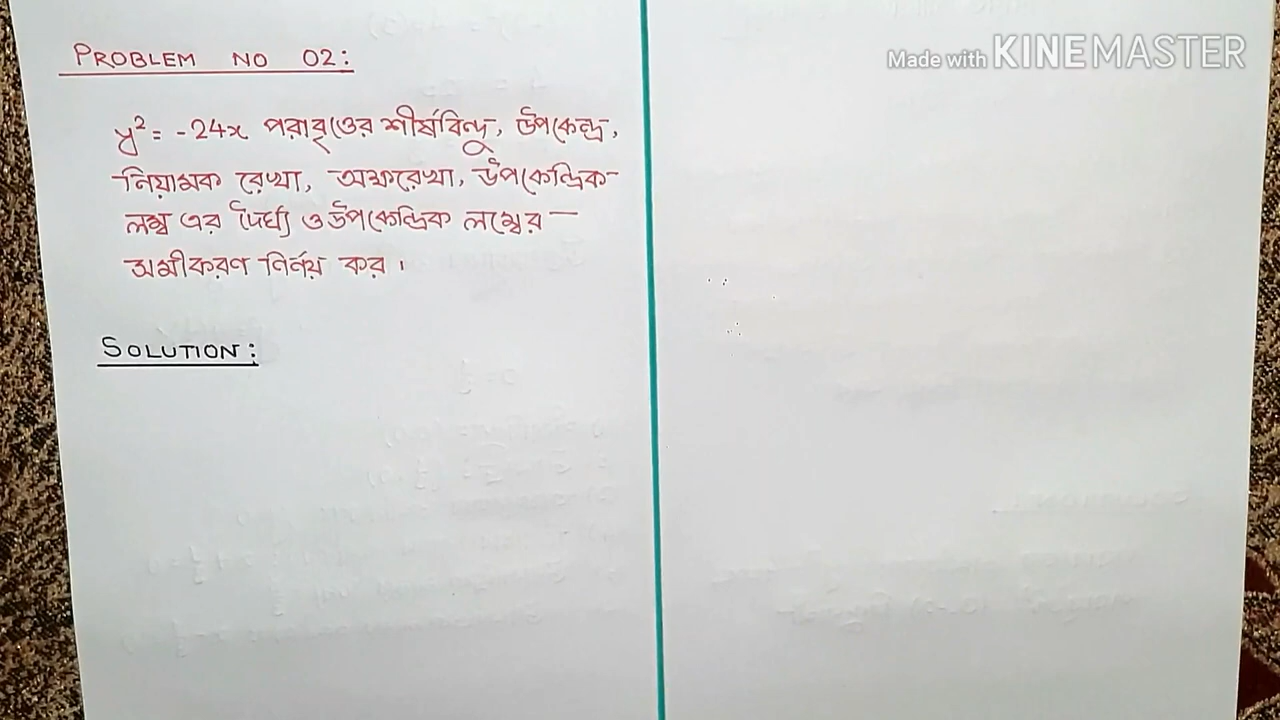 PROBLEM NO 02:
Made with KINEMASTER
y² = -24x পরাবৃত্তের শীর্ষবিন্দু, উপকেন্দ্র,
নিয়ামক রেখা, অক্ষরেখা, উপকেন্দ্রিক-
লম্ব এর দৈর্ঘ্য ও উপকেন্দ্রিক লম্বের —
সমীকরণ নির্নয় কর।
SOLUTION: